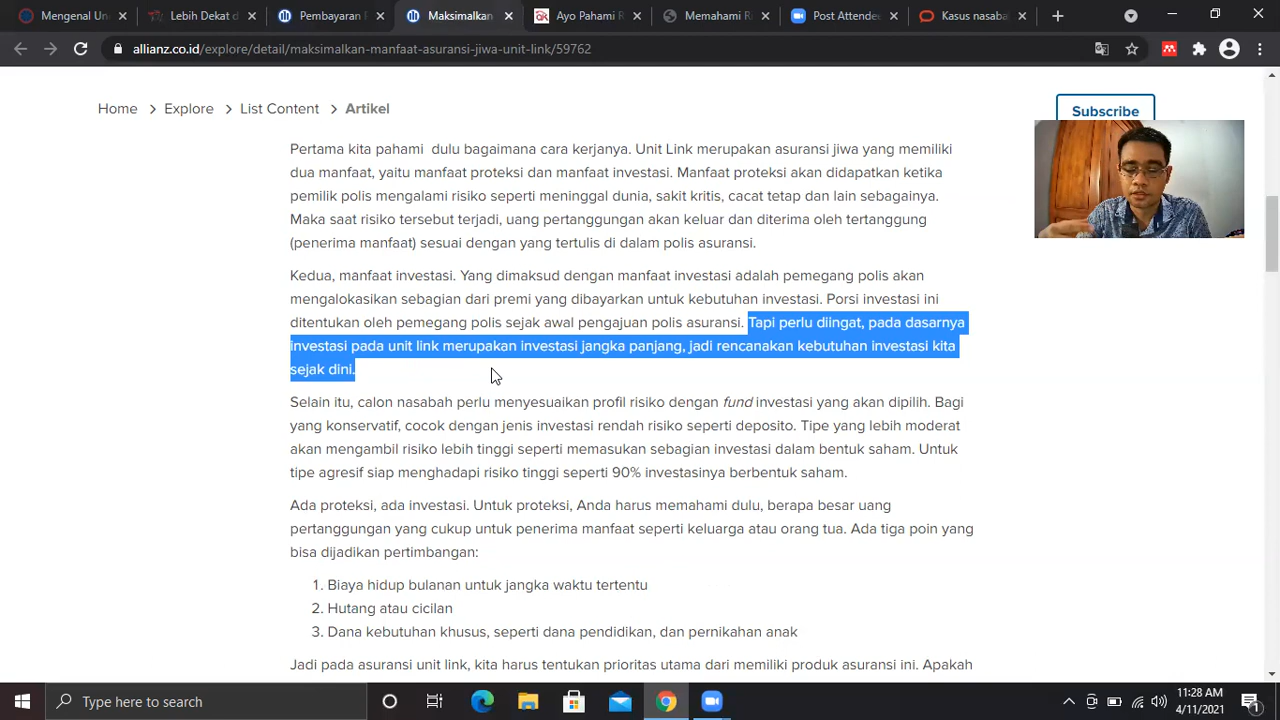 Mengenal Un
Lebih Dekat d
Pembayaran P
Maksimalkan
Ayo Pahami R
Memahami R
Post Attendee
Kasus nasaba
allianz.co.id/explore/detail/maksimalkan-manfaat-asuransi-jiwa-unit-link/59762
Home > Explore > List Content > Artikel
Subscribe
Pertama kita pahami dulu bagaimana cara kerjanya. Unit Link merupakan asuransi jiwa yang memiliki
dua manfaat, yaitu manfaat proteksi dan manfaat investasi. Manfaat proteksi akan didapatkan ketika
pemilik polis mengalami risiko seperti meninggal dunia, sakit kritis, cacat tetap dan lain sebagainya.
Maka saat risiko tersebut terjadi, uang pertanggungan akan keluar dan diterima oleh tertanggung
(penerima manfaat) sesuai dengan yang tertulis di dalam polis asuransi.
Kedua, manfaat investasi. Yang dimaksud dengan manfaat investasi adalah pemegang polis akan
mengalokasikan sebagian dari premi yang dibayarkan untuk kebutuhan investasi. Porsi investasi ini
ditentukan oleh pemegang polis sejak awal pengajuan polis asuransi. Tapi perlu diingat, pada dasarnya
investasi pada unit link merupakan investasi jangka panjang, jadi rencanakan kebutuhan investasi kita
sejak dini.
Selain itu, calon nasabah perlu menyesuaikan profil risiko dengan fund investasi yang akan dipilih. Bagi
yang konservatif, cocok dengan jenis investasi rendah risiko seperti deposito. Tipe yang lebih moderat
akan mengambil risiko lebih tinggi seperti memasukan sebagian investasi dalam bentuk saham. Untuk
tipe agresif siap menghadapi risiko tinggi seperti 90% investasinya berbentuk saham.
Ada proteksi, ada investasi. Untuk proteksi, Anda harus memahami dulu, berapa besar uang
pertanggungan yang cukup untuk penerima manfaat seperti keluarga atau orang tua. Ada tiga poin yang
bisa dijadikan pertimbangan:
1. Biaya hidup bulanan untuk jangka waktu tertentu
2. Hutang atau cicilan
3. Dana kebutuhan khusus, seperti dana pendidikan, dan pernikahan anak
Jadi pada asuransi unit link, kita harus tentukan prioritas utama dari memiliki produk asuransi ini. Apakah
Type here to search
11:28 AM
4/11/2021
1